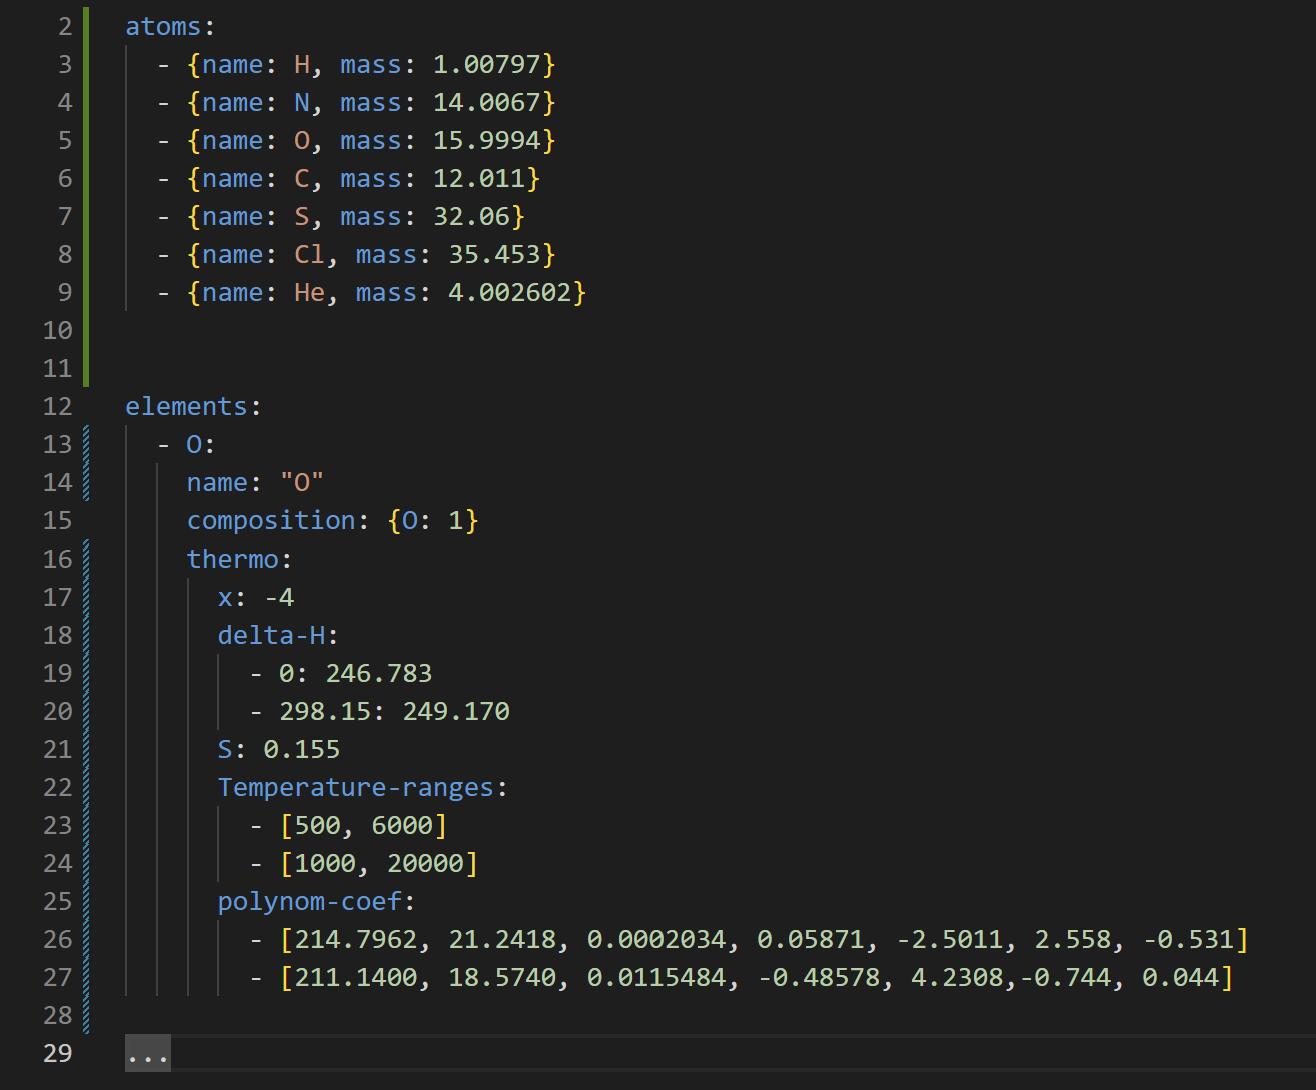 2 atoms:
3 - {name: H, mass: 1.00797}
4 - {name: N, mass: 14.0067}
5 - {name: O, mass: 15.9994}
6 - {name: C, mass: 12.011}
7 - {name: S, mass: 32.06}
8 - {name: Cl, mass: 35.453}
9 - {name: He, mass: 4.002602}
10
11
12 elements:
13 - O:
14 name: "O"
15 composition: {O: 1}
16 thermo:
17 x: -4
18 delta-H:
19 - 0: 246.783
20 - 298.15: 249.170
21 S: 0.155
22 Temperature-ranges:
23 - [500, 6000]
24 - [1000, 20000]
25 polynom-coef:
26 - [214.7962, 21.2418, 0.0002034, 0.05871, -2.5011, 2.558, -0.531]
27 - [211.1400, 18.5740, 0.0115484, -0.48578, 4.2308,-0.744, 0.044]
28
29 ...